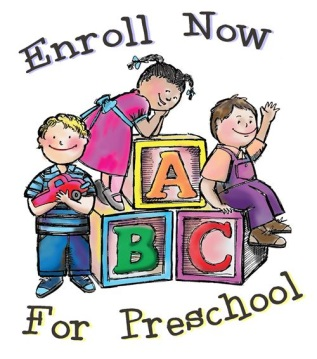 Enroll Now
A
B C
For Preschool